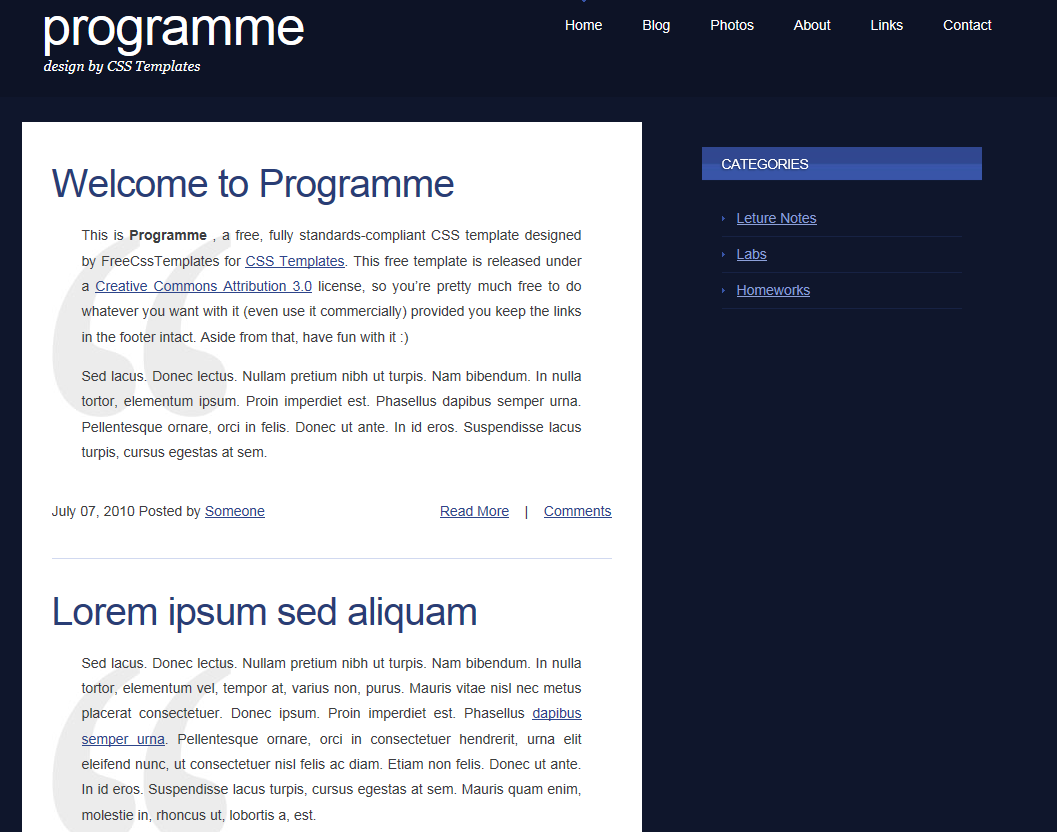 programme
design by CSS Templates
Home Blog Photos About Links Contact
Welcome to Programme
This is Programme , a free, fully standards-compliant CSS template designed
by FreeCssTemplates for CSS Templates. This free template is released under
a Creative Commons Attribution 3.0 license, so you’re pretty much free to do
whatever you want with it (even use it commercially) provided you keep the links
in the footer intact. Aside from that, have fun with it :)
Sed lacus. Donec lectus. Nullam pretium nibh ut turpis. Nam bibendum. In nulla
tortor, elementum ipsum. Proin imperdiet est. Phasellus dapibus semper urna.
Pellentesque ornare, orci in felis. Donec ut ante. In id eros. Suspendisse lacus
turpis, cursus egestas at sem.
July 07, 2010 Posted by Someone Read More | Comments
Lorem ipsum sed aliquam
Sed lacus. Donec lectus. Nullam pretium nibh ut turpis. Nam bibendum. In nulla
tortor, elementum vel, tempor at, varius non, purus. Mauris vitae nisl nec metus
placerat consectetuer. Donec ipsum. Proin imperdiet est. Phasellus dapibus
semper urna. Pellentesque ornare, orci in consectetuer hendrerit, urna elit
eleifend nunc, ut consectetuer nisl felis ac diam. Etiam non felis. Donec ut ante.
In id eros. Suspendisse lacus turpis, cursus egestas at sem. Mauris quam enim,
molestie in, rhoncus ut, lobortis a, est.
CATEGORIES
Leture Notes
Labs
Homeworks